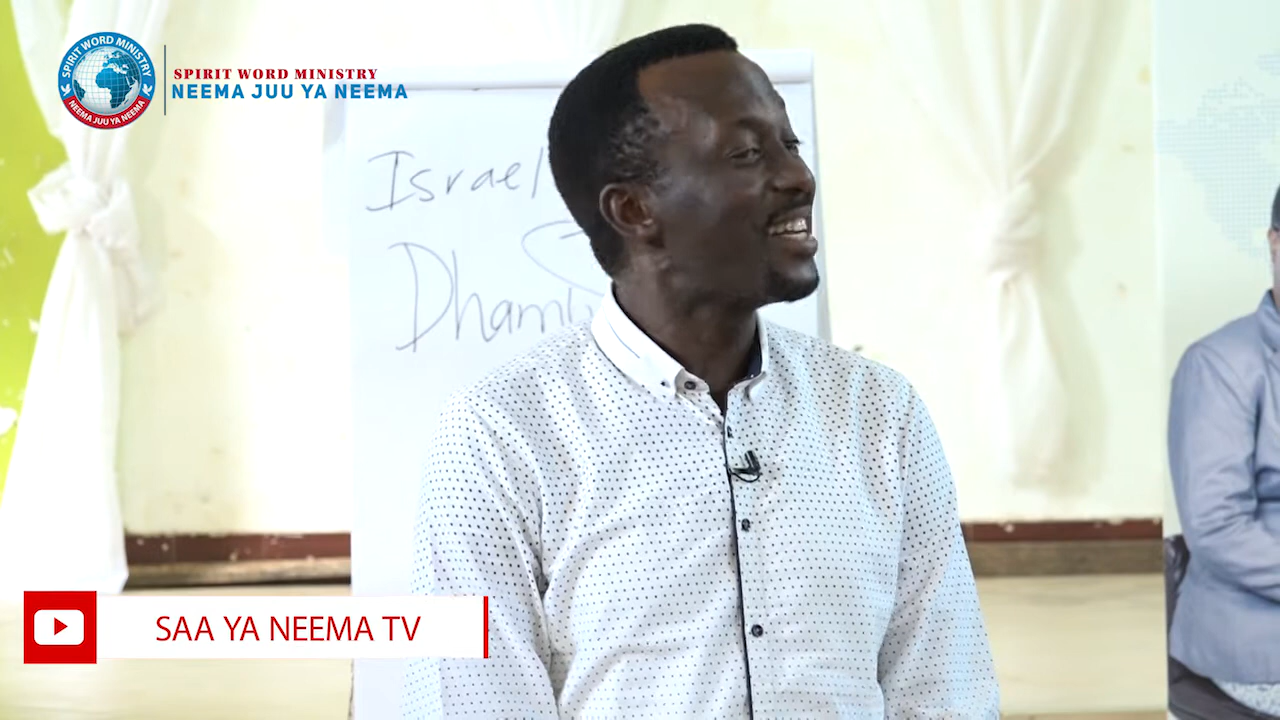 SPIRIT WORD MINISTRY
NEEMA JUU YA NEEMA
SPIRIT WORD MINISTRY
NEEMA JUU YA NEEMA
Israel
SAA YA NEEMA TV